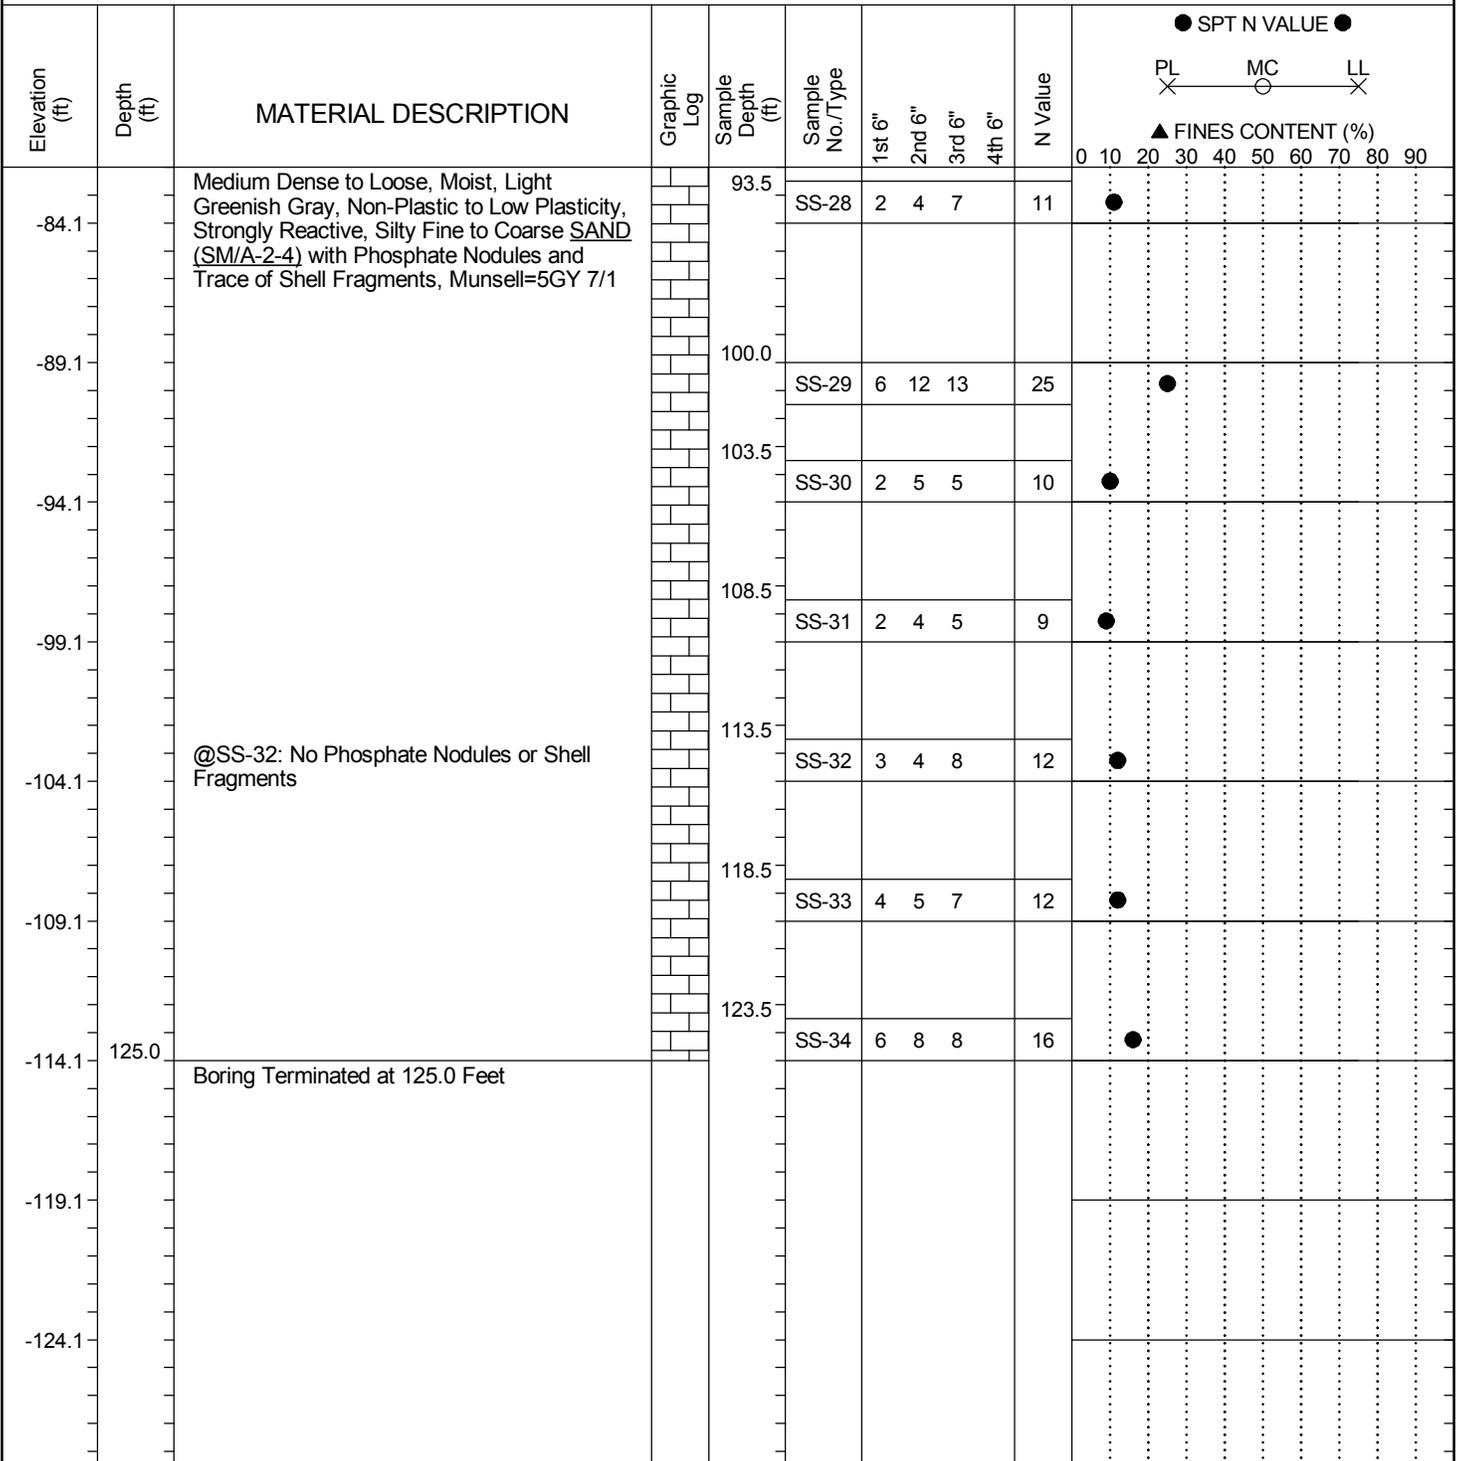 ● SPT N VALUE ●
PL MC LL
▲ FINES CONTENT (%)
0 10 20 30 40 50 60 70 80 90
Elevation
(ft)
Depth
(ft)
MATERIAL DESCRIPTION
Graphic
Log
Sample
Depth
(ft)
Sample
No./Type
1st 6"
2nd 6"
3rd 6"
4th 6"
N Value
Medium Dense to Loose, Moist, Light
Greenish Gray, Non-Plastic to Low Plasticity,
Strongly Reactive, Silty Fine to Coarse SAND
(SM/A-2-4) with Phosphate Nodules and
Trace of Shell Fragments, Munsell=5GY 7/1
93.5
SS-28 2 4 7 11
-84.1
-89.1
100.0
SS-29 6 12 13 25
103.5
SS-30 2 5 5 10
-94.1
108.5
SS-31 2 4 5 9
-99.1
113.5
@SS-32: No Phosphate Nodules or Shell
Fragments
SS-32 3 4 8 12
-104.1
118.5
SS-33 4 5 7 12
-109.1
123.5
SS-34 6 8 8 16
-114.1
125.0
Boring Terminated at 125.0 Feet
-119.1
-124.1